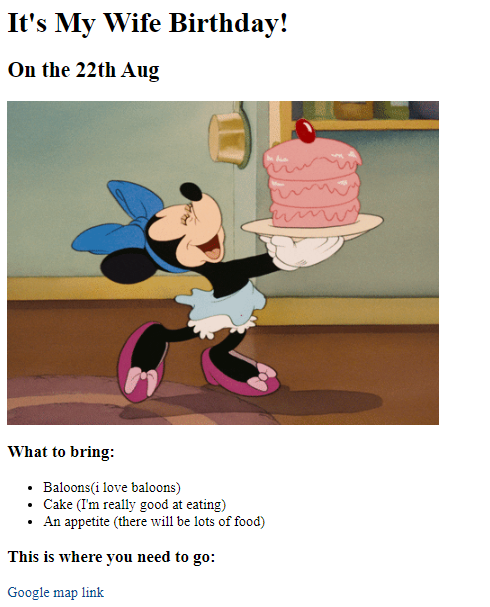 It's My Wife Birthday!
On the 22th Aug
What to bring:
Baloons(i love baloons)
Cake (I'm really good at eating)
An appetite (there will be lots of food)
This is where you need to go:
Google map link